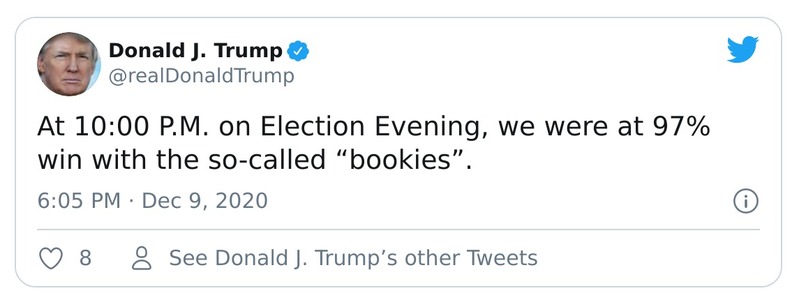 Donald J. Trump
@realDonaldTrump
At 10:00 P.M. on Election Evening, we were at 97%
win with the so-called “bookies”.
6:05 PM · Dec 9, 2020
8
See Donald J. Trump’s other Tweets